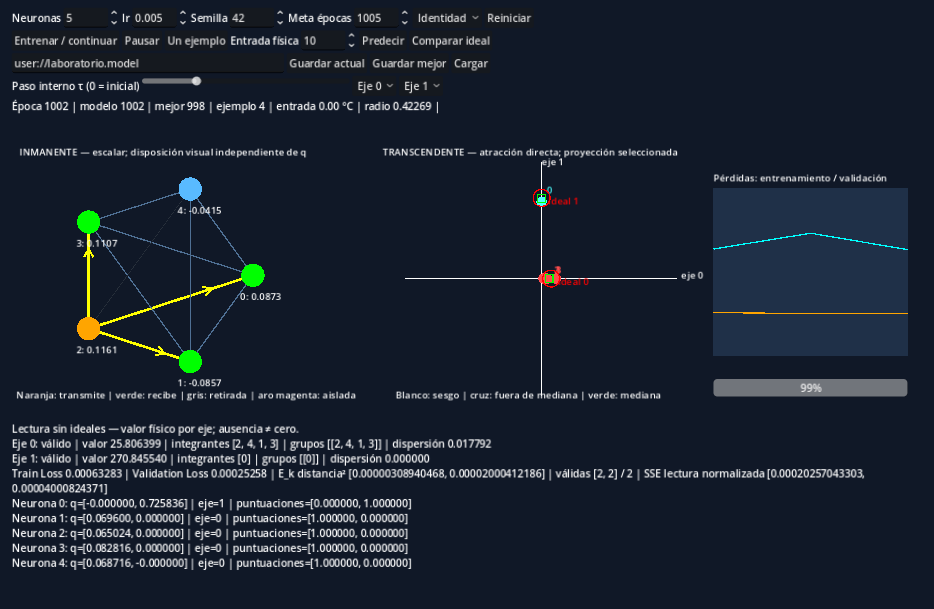 Neuronas 5 lr 0.005 Semilla 42 Meta épocas 1005 Identidad Reiniciar
Entrenar / continuar Pausar Un ejemplo Entrada física 10 Predecir Comparar ideal
user://laboratorio.model Guardar actual Guardar mejor Cargar
Paso interno τ (0 = inicial) Eje 0 Eje 1
Época 1002 | modelo 1002 | mejor 998 | ejemplo 4 | entrada 0.00 °C | radio 0.42269 |
INMANENTE — escalar; disposición visual independiente de q
TRANSCENDENTE — atracción directa; proyección seleccionada
eje 1
Pérdidas: entrenamiento / validación
0
Ideal 1
4: -0.0415
3: 0.1107
eje 0
Ideal 0
0: 0.0873
2: 0.1161
1: -0.0857
99%
Naranja: transmite | verde: recibe | gris: retirada | aro magenta: aislada
Blanco: sesgo | cruz: fuera de mediana | verde: mediana
Lectura sin ideales — valor físico por eje; ausencia ≠ cero.
Eje 0: válido | valor 25.806399 | integrantes [2, 4, 1, 3] | grupos [[2, 4, 1, 3]] | dispersión 0.017792
Eje 1: válido | valor 270.845540 | integrantes [0] | grupos [[0]] | dispersión 0.000000
Train Loss 0.00063283 | Validation Loss 0.00025258 | E_k distancia² [0.00000308940468, 0.00002000412186] | válidas [2, 2] / 2 | SSE lectura normalizada [0.00020257043303,
0.00004000824371]
Neurona 0: q=[-0.000000, 0.725836] | eje=1 | puntuaciones=[0.000000, 1.000000]
Neurona 1: q=[0.069600, 0.000000] | eje=0 | puntuaciones=[1.000000, 0.000000]
Neurona 2: q=[0.065024, 0.000000] | eje=0 | puntuaciones=[1.000000, 0.000000]
Neurona 3: q=[0.082816, 0.000000] | eje=0 | puntuaciones=[1.000000, 0.000000]
Neurona 4: q=[0.068716, -0.000000] | eje=0 | puntuaciones=[1.000000, 0.000000]